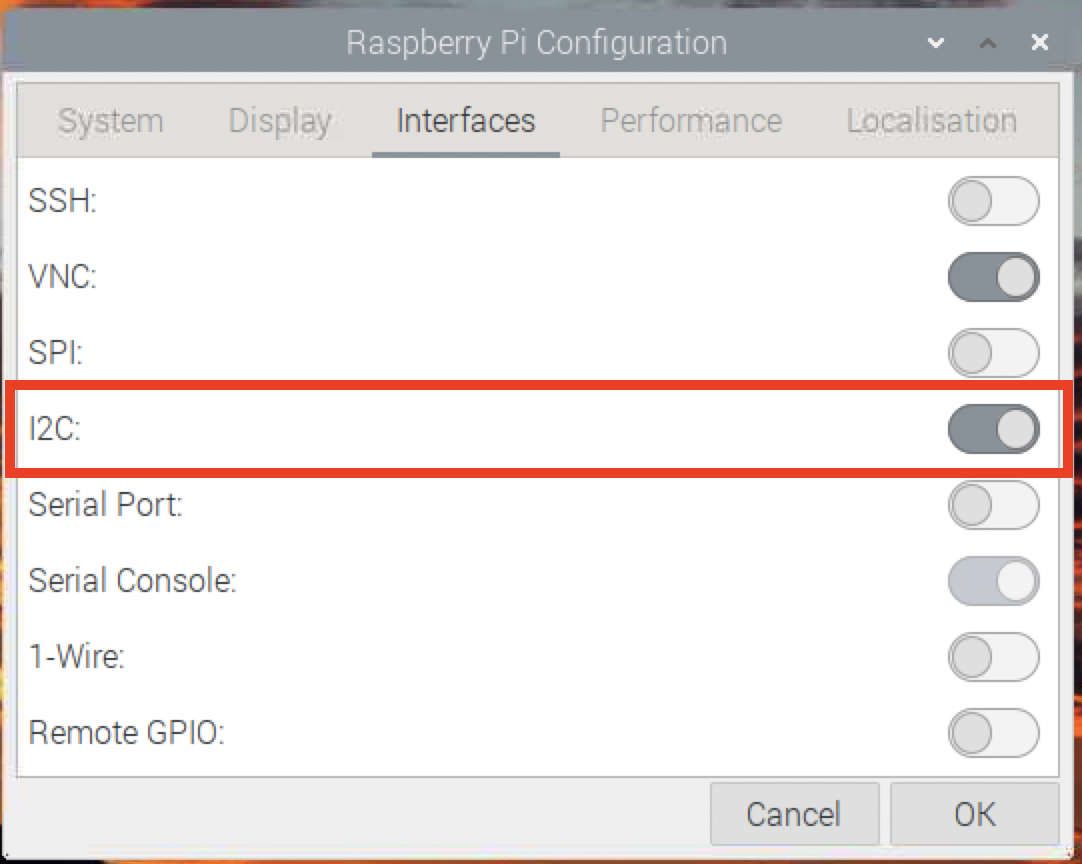 Raspberry Pi Configuration
System Display Interfaces Performance Localisation
SSH:
VNC:
SPI:
I2C:
Serial Port:
Serial Console:
1-Wire:
Remote GPIO:
Cancel OK